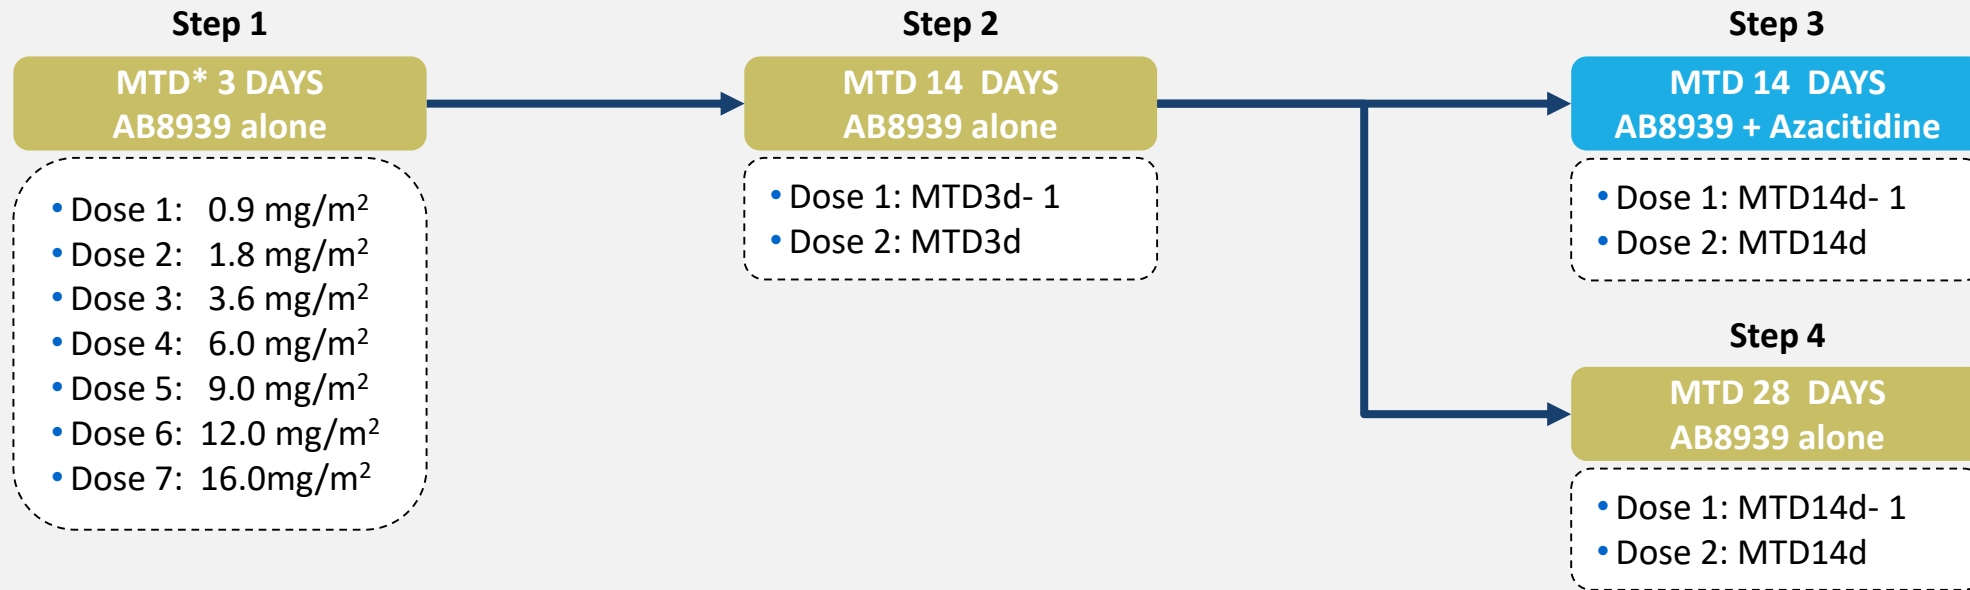 Step 1
MTD* 3 DAYS
AB8939 alone
• Dose 1: 0.9 mg/m²
• Dose 2: 1.8 mg/m²
• Dose 3: 3.6 mg/m²
• Dose 4: 6.0 mg/m²
• Dose 5: 9.0 mg/m²
• Dose 6: 12.0 mg/m²
• Dose 7: 16.0mg/m²
Step 2
MTD 14 DAYS
AB8939 alone
• Dose 1: MTD3d- 1
• Dose 2: MTD3d
Step 3
MTD 14 DAYS
AB8939 + Azacitidine
• Dose 1: MTD14d- 1
• Dose 2: MTD14d
Step 4
MTD 28 DAYS
AB8939 alone
• Dose 1: MTD14d- 1
• Dose 2: MTD14d